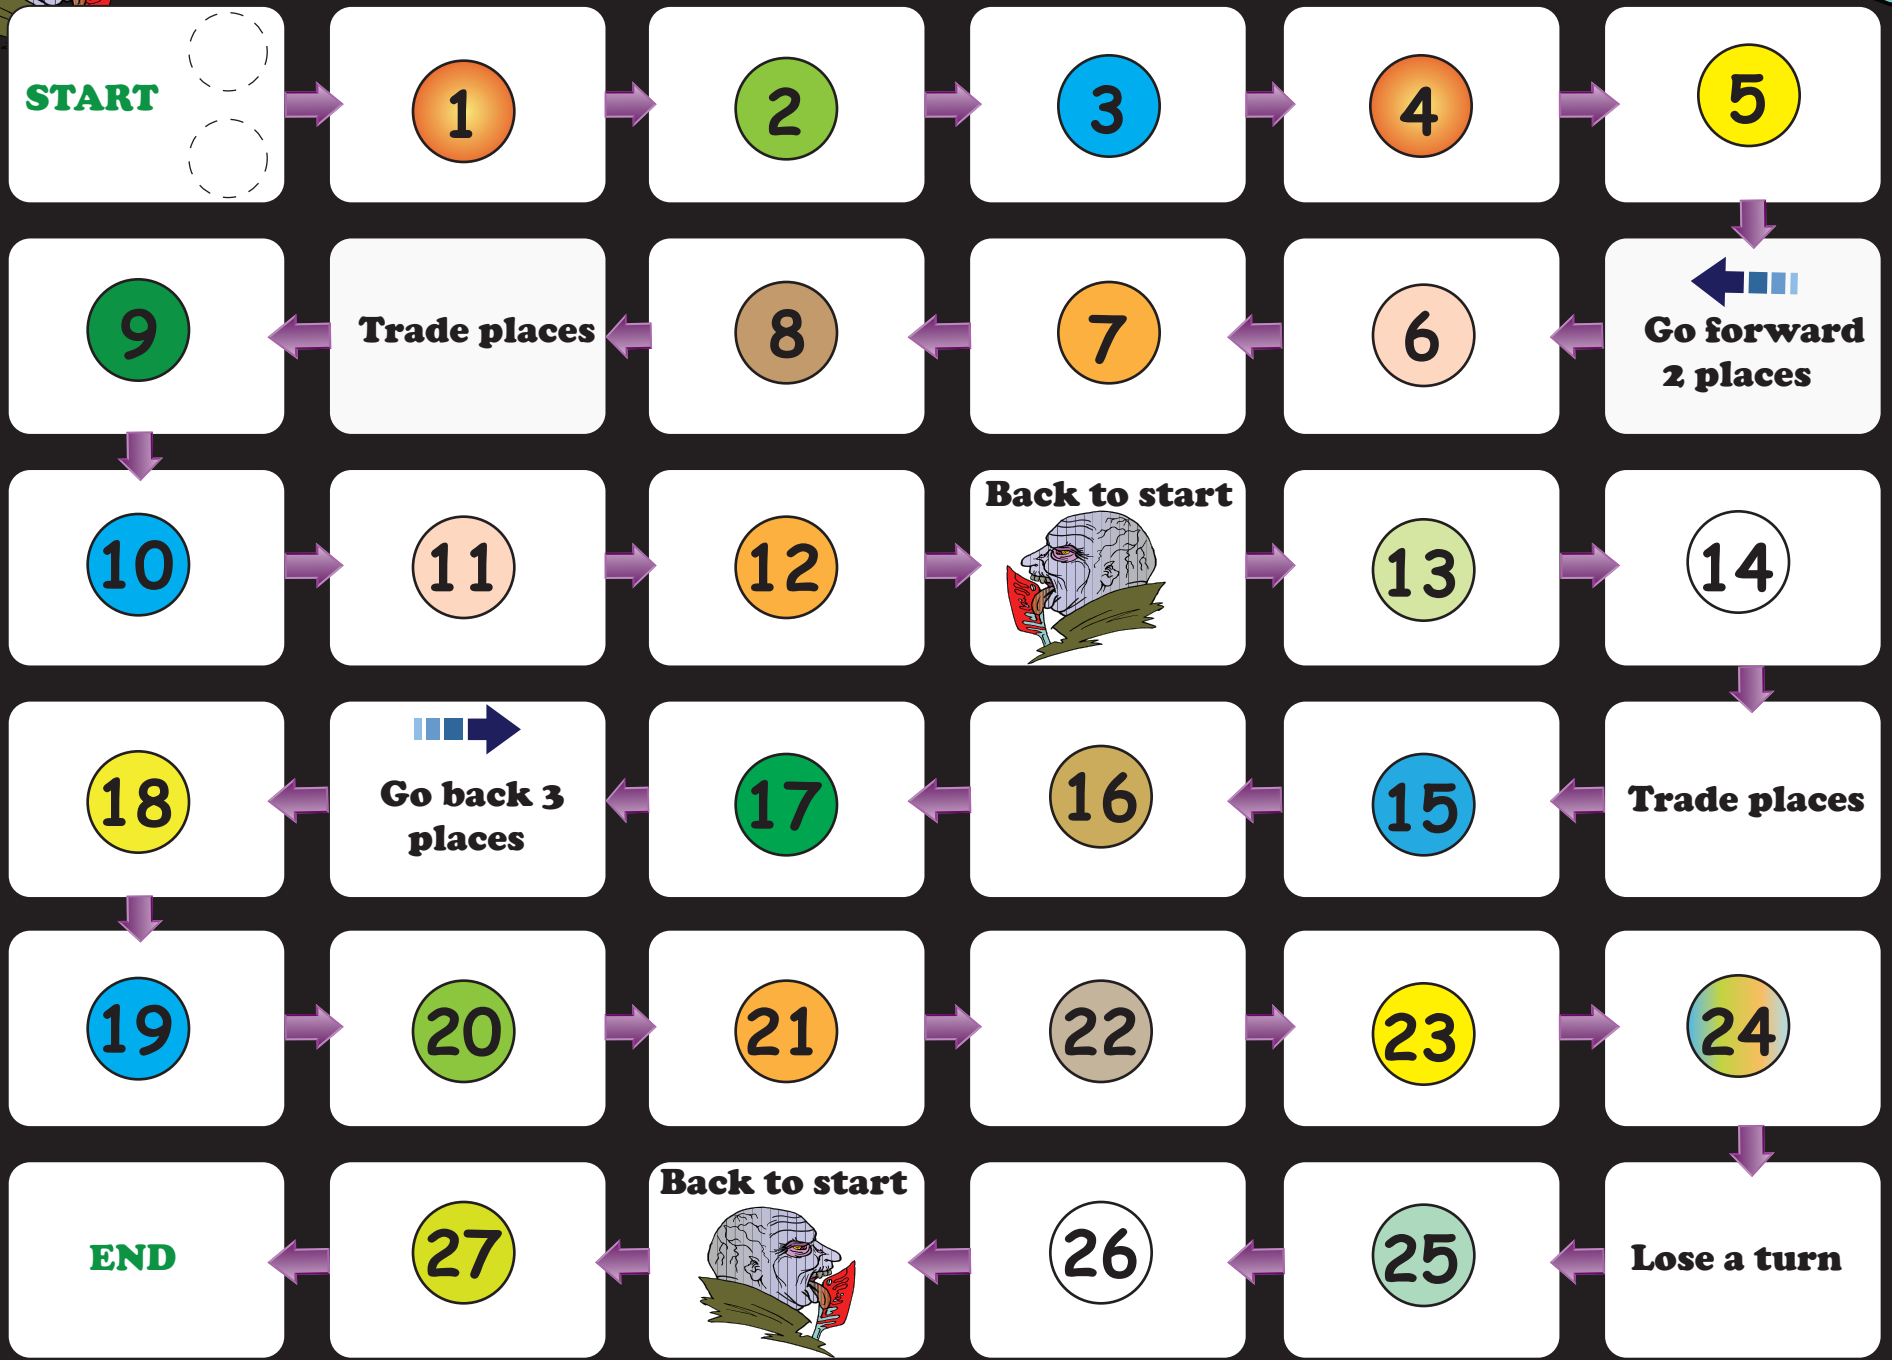 START
1
2
3
4
5
9
Trade places
8
7
6
Go forward
2 places
10
11
12
Back to start
13
14
18
Go back 3
places
17
16
15
Trade places
19
20
21
22
23
24
END
27
Back to start
26
25
Lose a turn